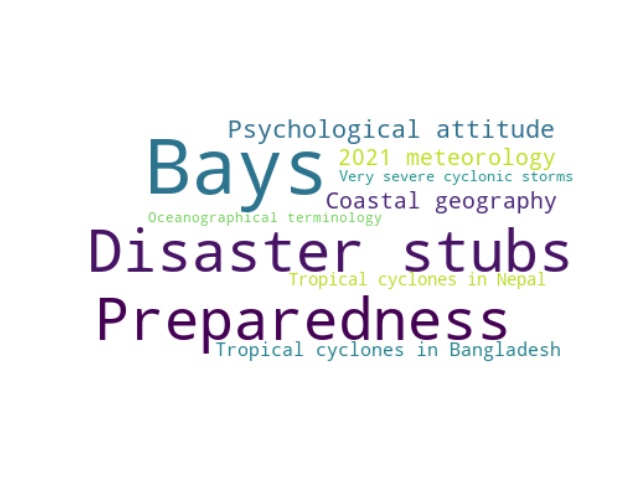 Psychological attitude
Bays
2021 meteorology
Very severe cyclonic storms
Coastal geography
Oceanographical terminology
Disaster stubs
Tropical cyclones in Nepal
Preparedness
Tropical cyclones in Bangladesh